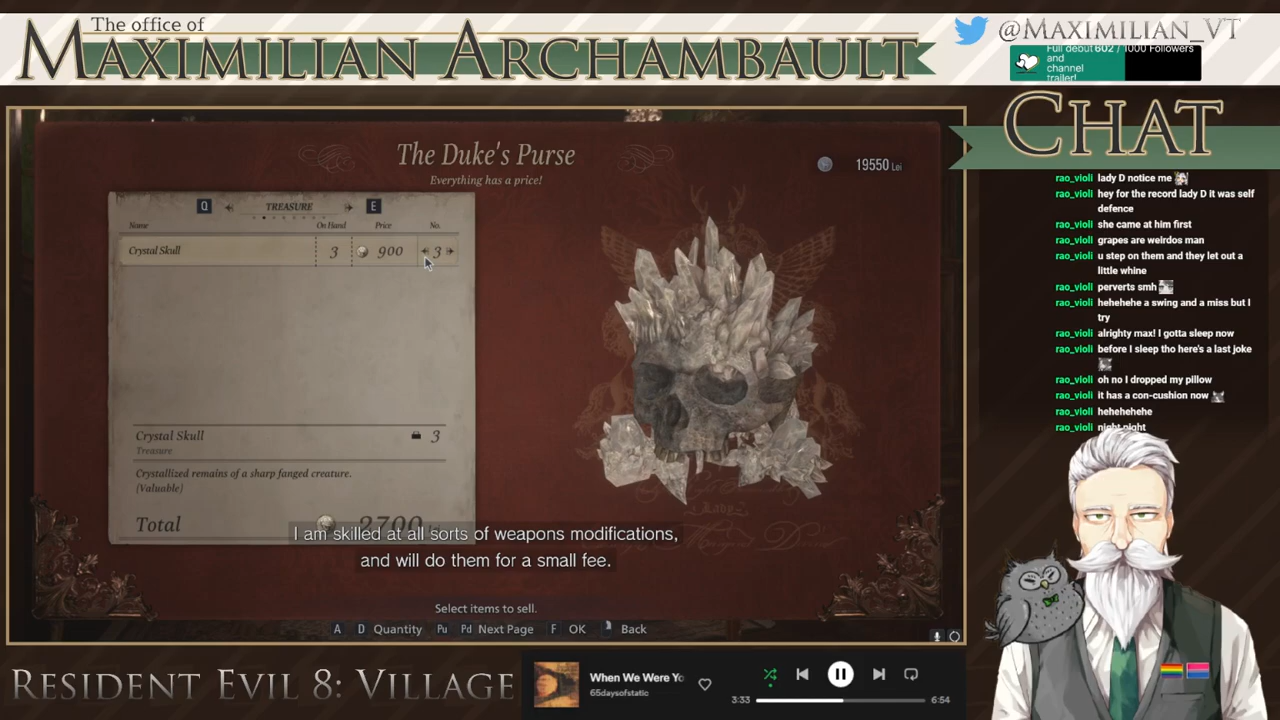 The office of
MAXIMILIAN ARCHAMBAULT
@MAXIMILIAN_VT
Full debut 602 / 1000 Followers
and
channel
trailer!
CHAT
The Duke's Purse
Everything has a price!
19550 Lei
Q TREASURE E
Name On Hand Price No.
Crystal Skull 3 900 3
Crystal Skull 3
Treasure
Crystallized remains of a sharp fanged creature.
(Valuable)
Total 2700
I am skilled at all sorts of weapons modifications,
and will do them for a small fee.
Select items to sell.
A D Quantity Pu Pd Next Page F OK Back
rao_violi lady D notice me
rao_violi hey for the record lady D it was self
defence
rao_violi she came at him first
rao_violi grapes are weirdos man
rao_violi u step on them and they let out a
little whine
rao_violi perverts smh
rao_violi hehehehe a swing and a miss but I
try
rao_violi alrighty max! I gotta sleep now
rao_violi before I sleep tho here's a last joke
rao_violi oh no I dropped my pillow
rao_violi it has a con-cushion now
rao_violi hehehehehe
rao_violi night night
RESIDENT EVIL 8: VILLAGE
When We Were Yo
65daysofstatic
3:33
6:54